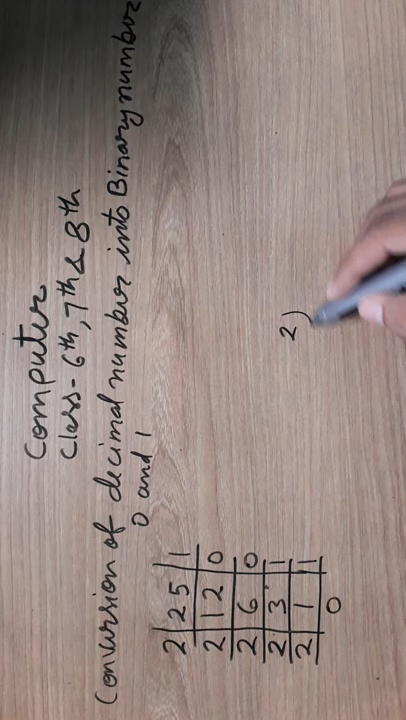 Computer
Class- 6th, 7th & 8th
Conversion of decimal number into Binary number
0 and 1
2 25 1
2 12 0
2 6 0
2 3 1
2 1 1
0
2)